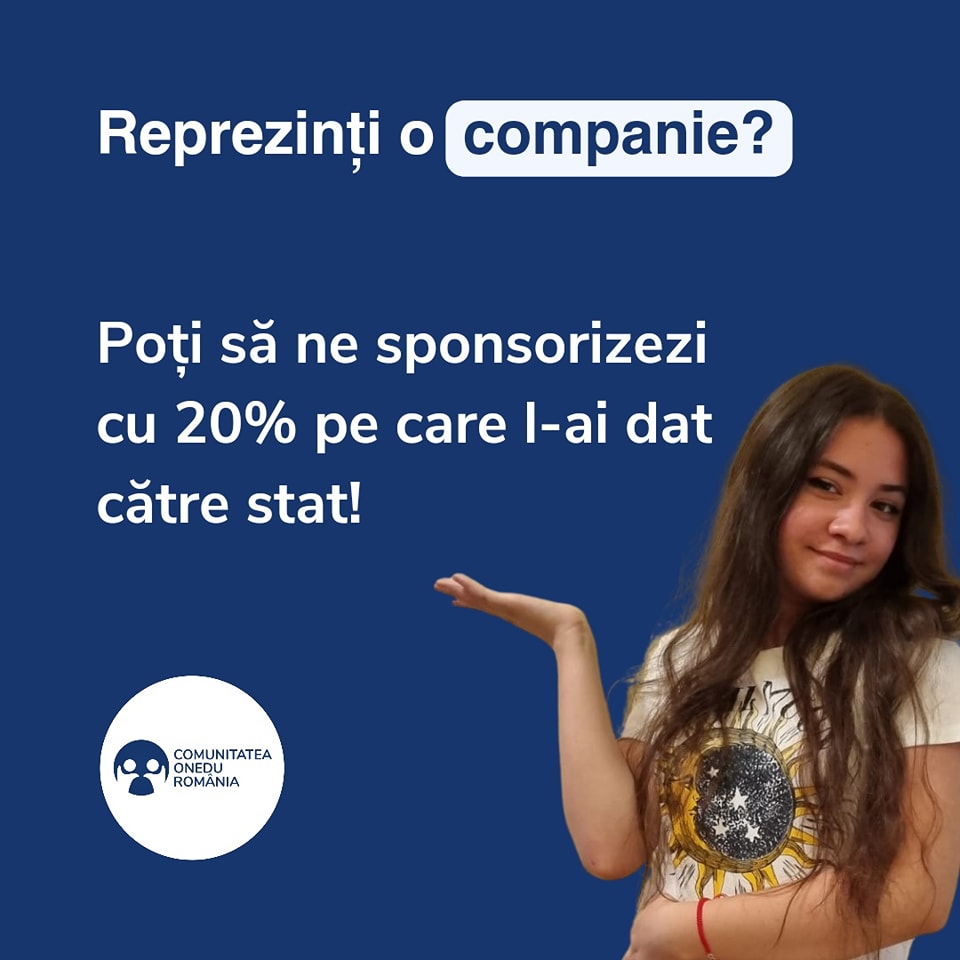 Reprezinți o companie?
Poți să ne sponsorizezi
cu 20% pe care l-ai dat
către stat!
COMUNITATEA
ONEDU
ROMÂNIA